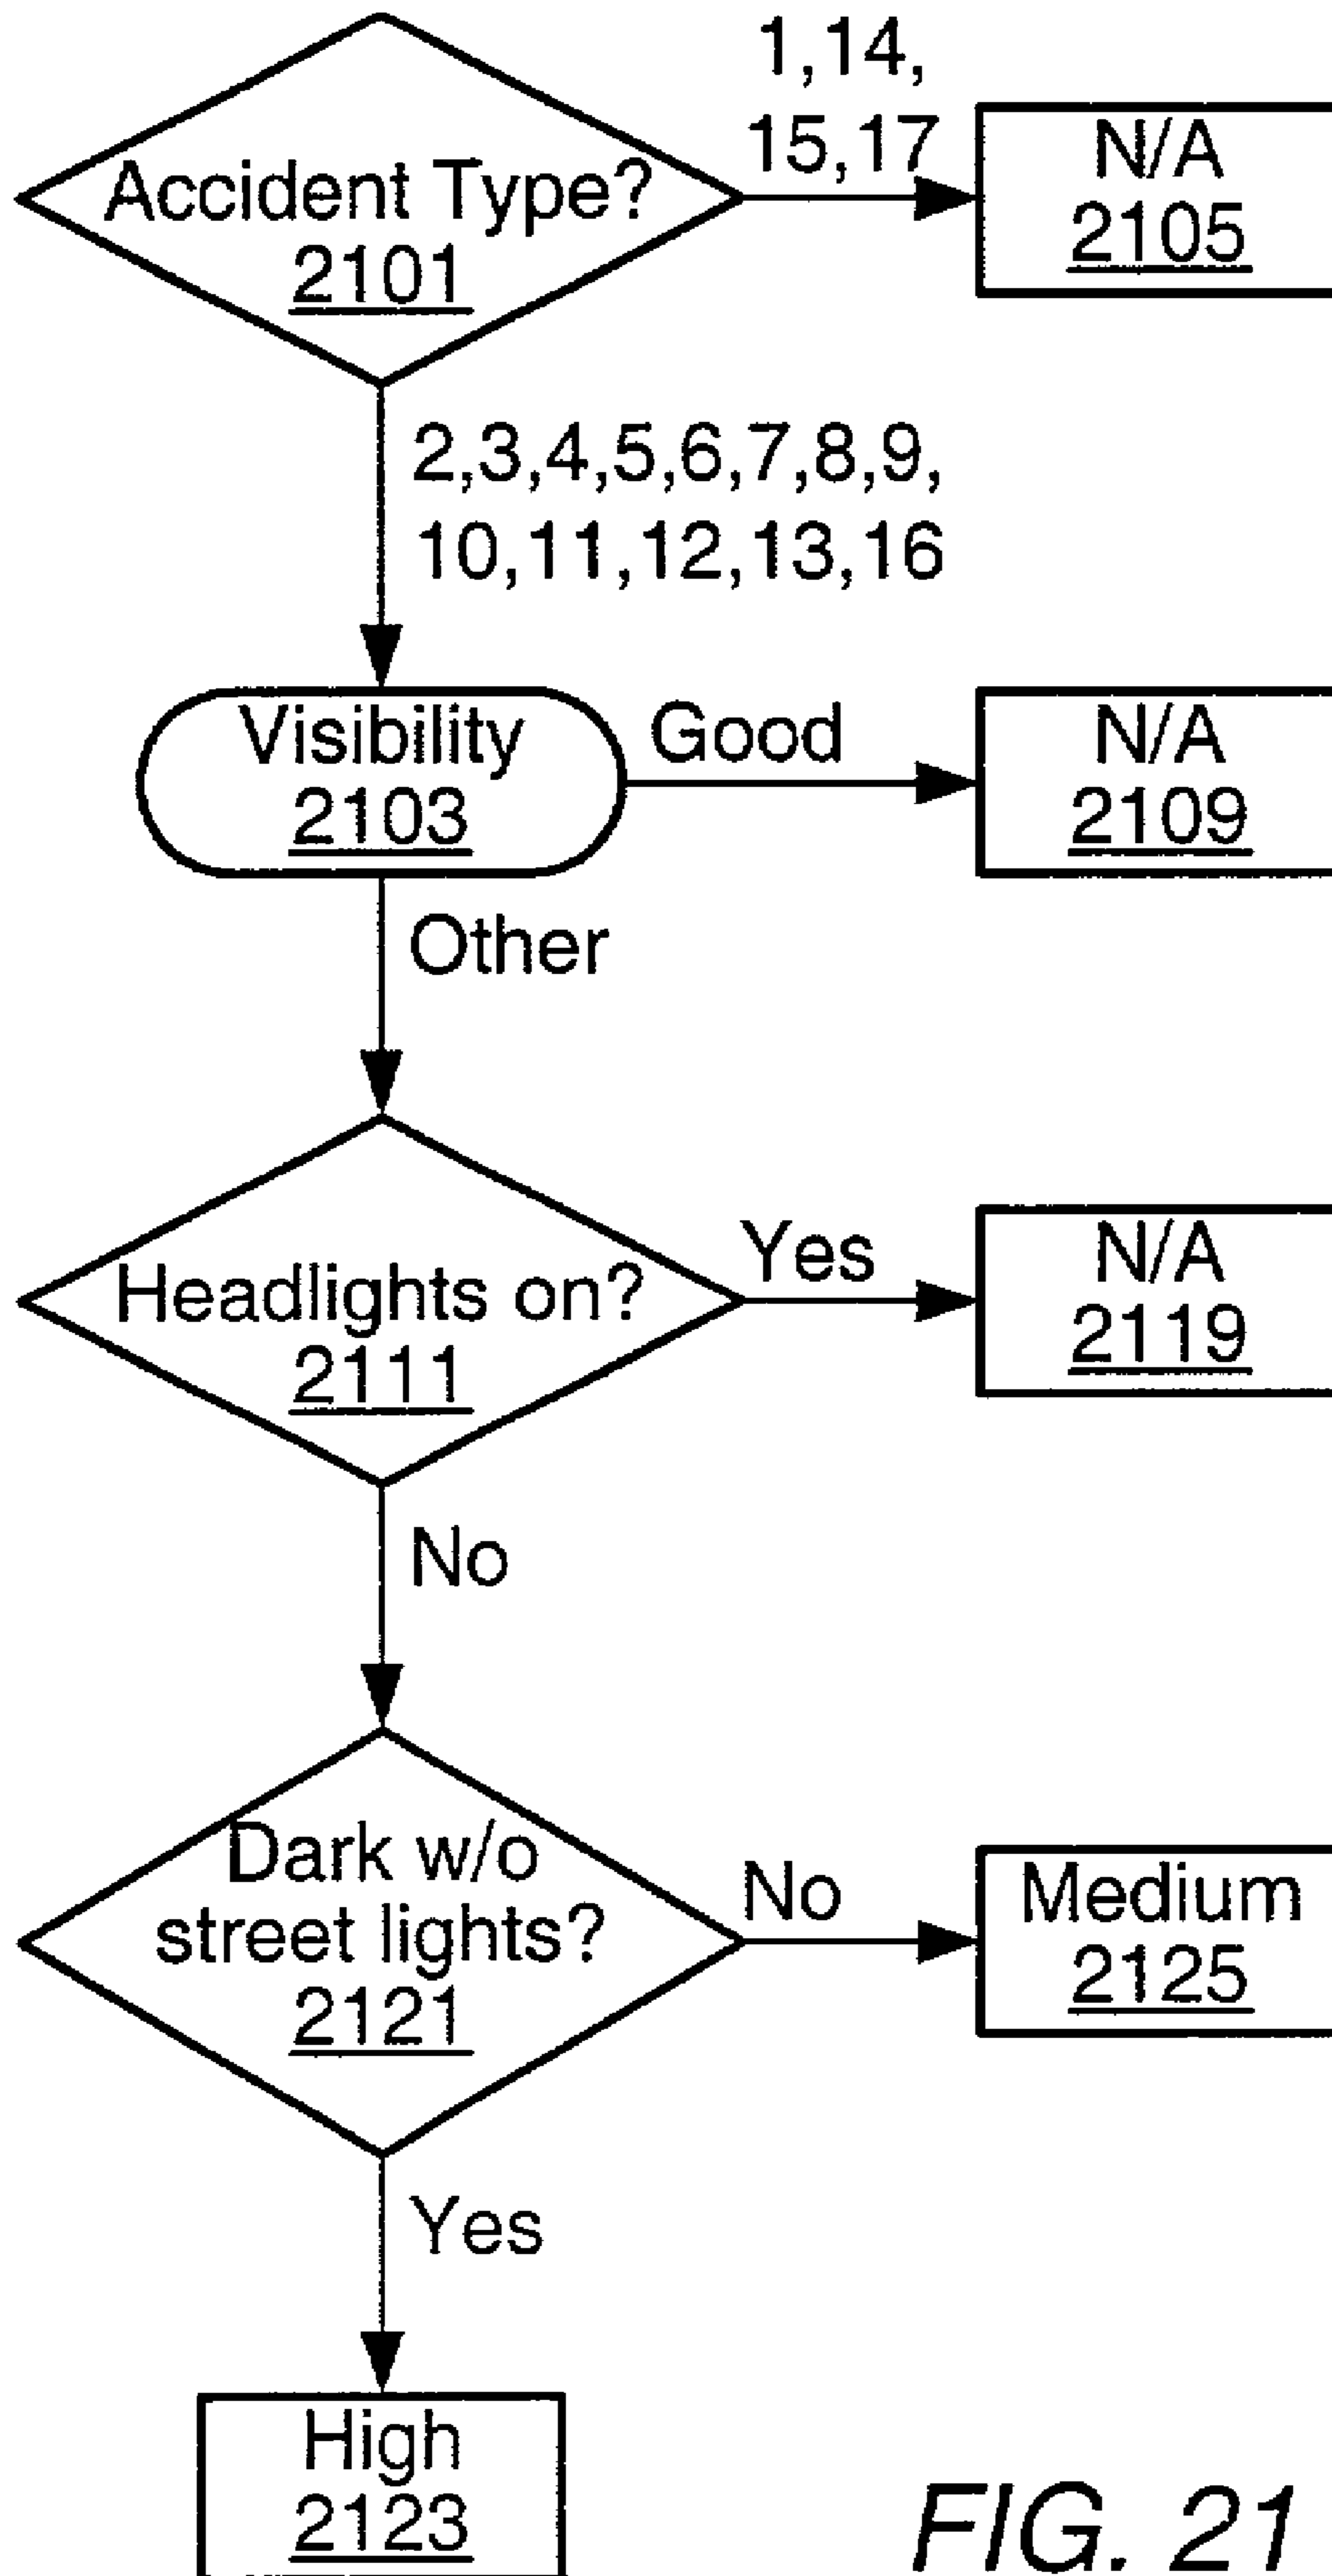 1,14,
15,17
Accident Type?
2101
N/A
2105
2,3,4,5,6,7,8,9,
10,11,12,13,16
Visibility
2103
Good
N/A
2109
Other
Headlights on?
2111
Yes
N/A
2119
No
Dark w/o
street lights?
2121
No
Medium
2125
Yes
High
2123
FIG. 21